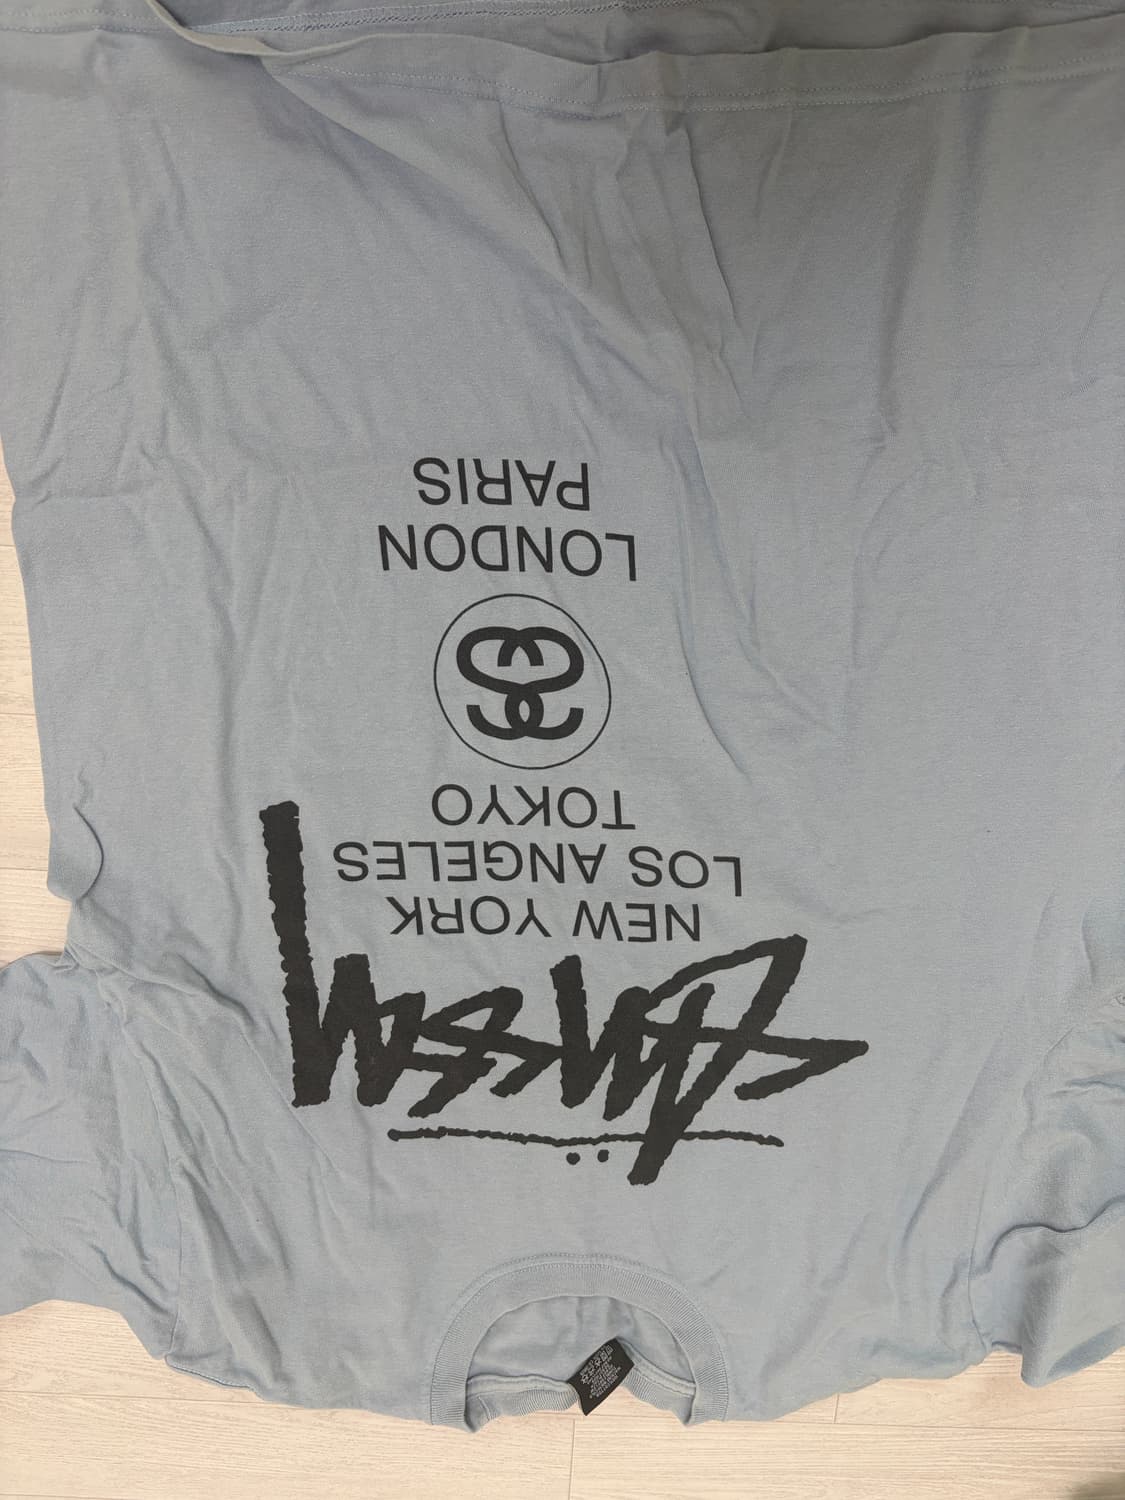 Stüssy
NEW YORK
LOS ANGELES
TOKYO
LONDON
PARIS